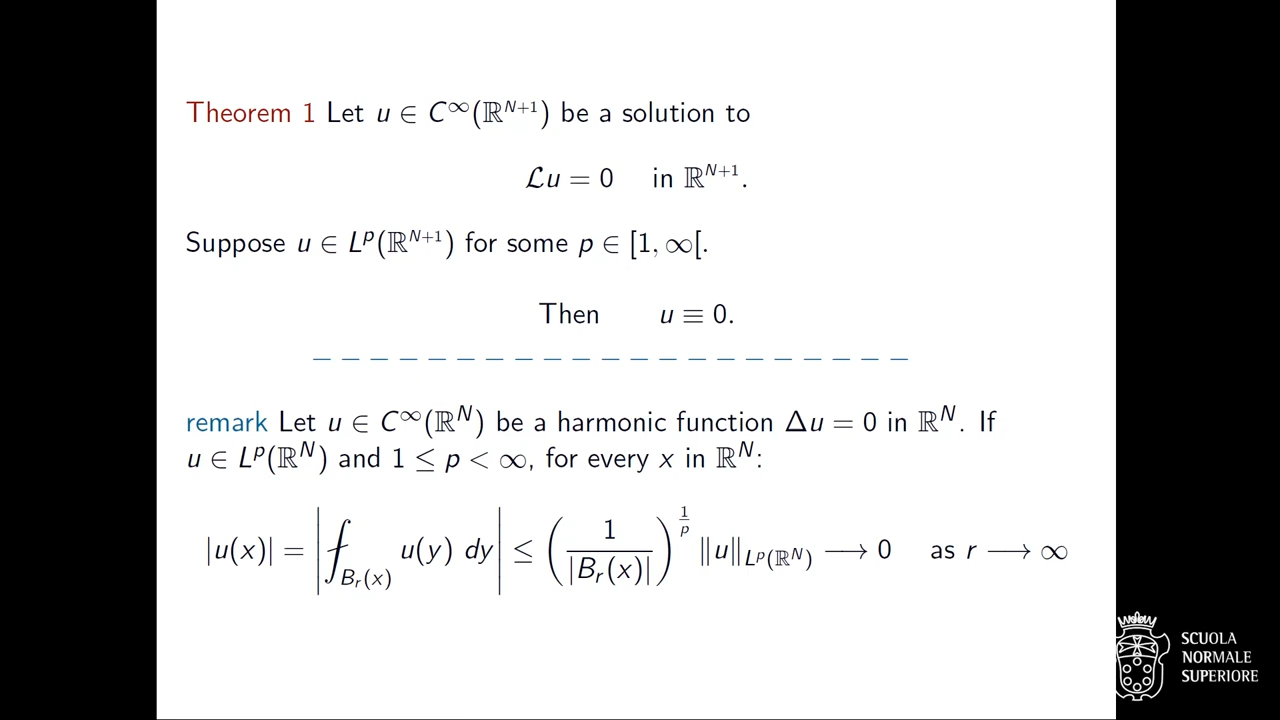 Theorem 1 Let u ∈ C^∞(ℝ^{N+1}) be a solution to
ℒu = 0 in ℝ^{N+1}.
Suppose u ∈ L^p(ℝ^{N+1}) for some p ∈ [1, ∞[.
Then u ≡ 0.
remark Let u ∈ C^∞(ℝ^N) be a harmonic function Δu = 0 in ℝ^N. If
u ∈ L^p(ℝ^N) and 1 ≤ p < ∞, for every x in ℝ^N:
|u(x)| = |⨍_{B_r(x)} u(y) dy| ≤ (1/|B_r(x)|)^{1/p} ‖u‖_{L^p(ℝ^N)} ⟶ 0 as r ⟶ ∞
SCUOLA
NORMALE
SUPERIORE